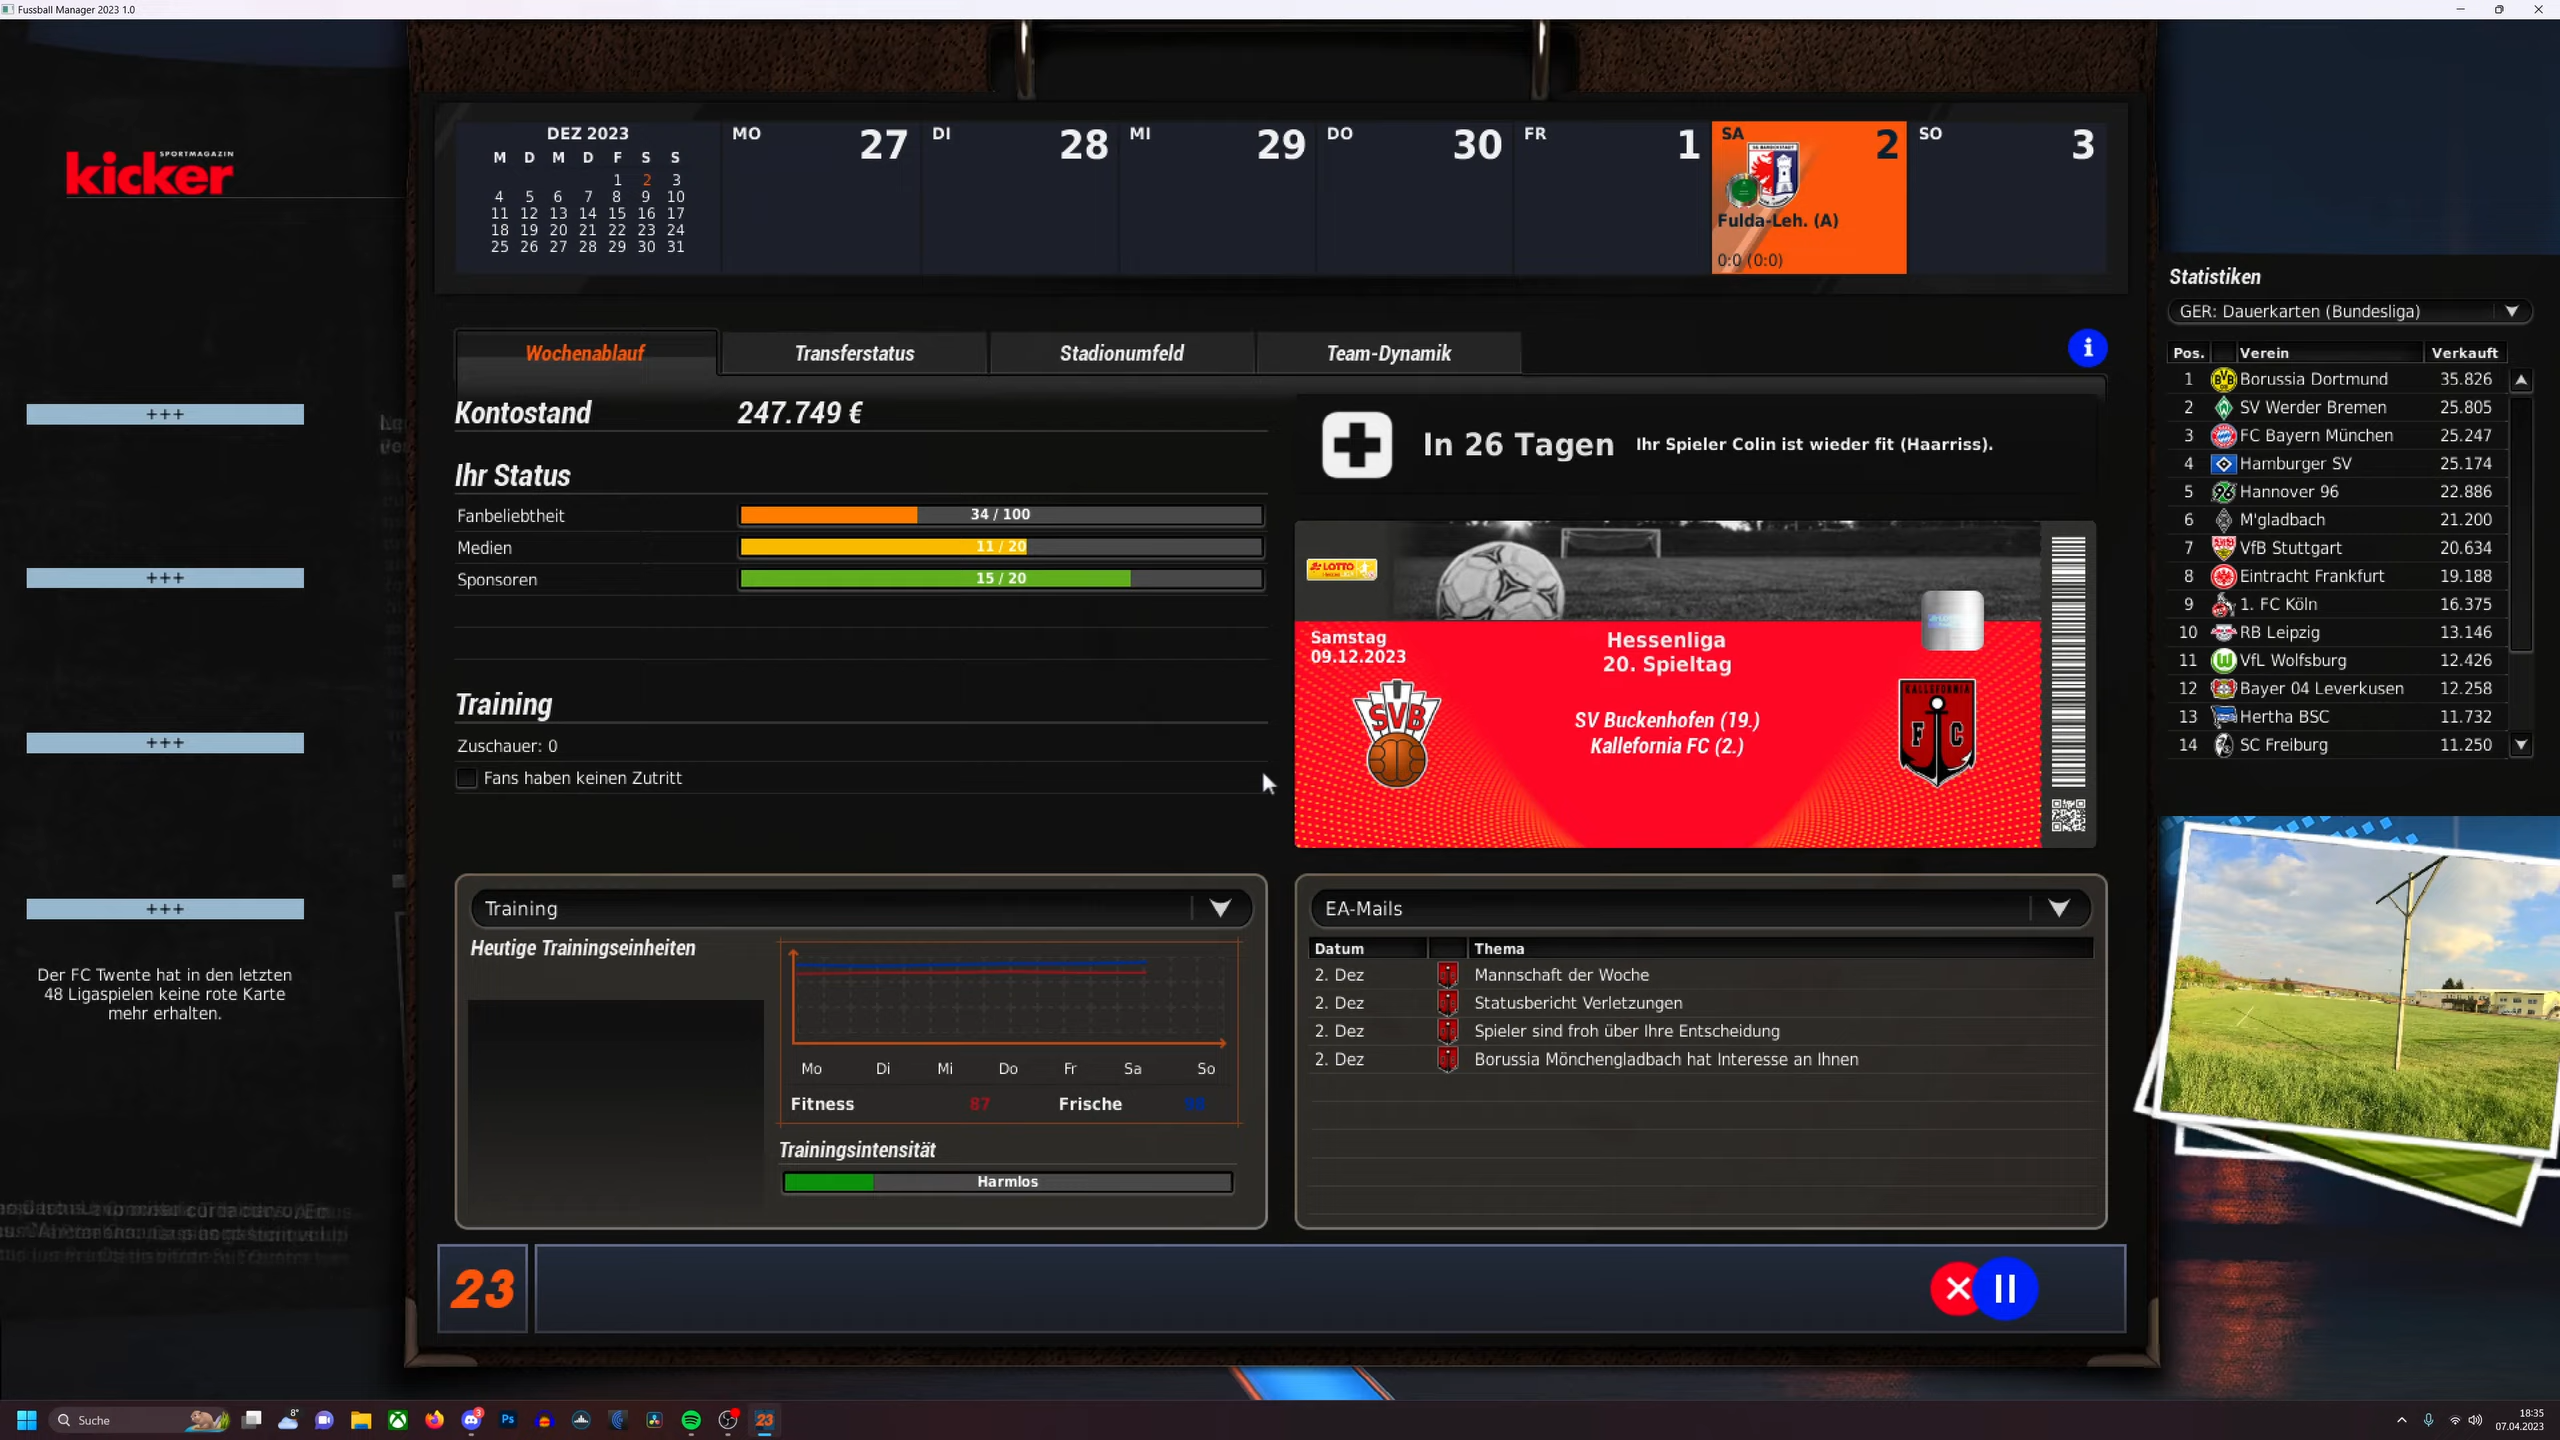 Fussball Manager 2023 1.0
SPORTMAGAZIN
kicker
+++
+++
+++
+++
Der FC Twente hat in den letzten
48 Ligaspielen keine rote Karte
mehr erhalten.
DEZ 2023
M D M D F S S
1 2 3
4 5 6 7 8 9 10
11 12 13 14 15 16 17
18 19 20 21 22 23 24
25 26 27 28 29 30 31
MO 27
DI 28
MI 29
DO 30
FR 1
SA 2
Fulda-Leh. (A)
0:0 (0:0)
SO 3
Wochenablauf
Transferstatus
Stadionumfeld
Team-Dynamik
i
Kontostand 247.749 €
Ihr Status
Fanbeliebtheit 34 / 100
Medien 11 / 20
Sponsoren 15 / 20
Training
Zuschauer: 0
Fans haben keinen Zutritt
In 26 Tagen Ihr Spieler Colin ist wieder fit (Haarriss).
LOTTO
Samstag
09.12.2023
Hessenliga
20. Spieltag
SV Buckenhofen (19.)
Kallefornia FC (2.)
SVB
KALLEFORNIA
F C
Training
Heutige Trainingseinheiten
Mo Di Mi Do Fr Sa So
Fitness 87 Frische
Trainingsintensität
Harmlos
EA-Mails
Datum Thema
2. Dez Mannschaft der Woche
2. Dez Statusbericht Verletzungen
2. Dez Spieler sind froh über Ihre Entscheidung
2. Dez Borussia Mönchengladbach hat Interesse an Ihnen
23
Statistiken
GER: Dauerkarten (Bundesliga)
Pos. Verein Verkauft
1 Borussia Dortmund 35.826
2 SV Werder Bremen 25.805
3 FC Bayern München 25.247
4 Hamburger SV 25.174
5 Hannover 96 22.886
6 M'gladbach 21.200
7 VfB Stuttgart 20.634
8 Eintracht Frankfurt 19.188
9 1. FC Köln 16.375
10 RB Leipzig 13.146
11 VfL Wolfsburg 12.426
12 Bayer 04 Leverkusen 12.258
13 Hertha BSC 11.732
14 SC Freiburg 11.250
Suche
8°
3
Ps
23
18:35
07.04.2023